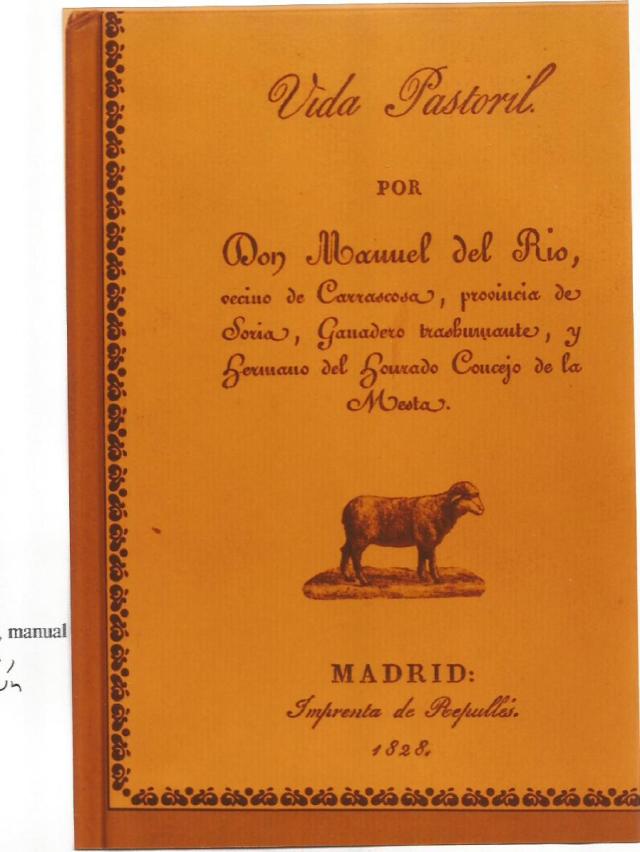 Vida Pastoril.
POR
Don Manuel del Rio,
vecino de Carrascosa, provincia de
Soria, Ganadero trashumante, y
Hermano del Honrado Concejo de la
Mesta.
MADRID:
Imprenta de Repullés.
1828.
, manual